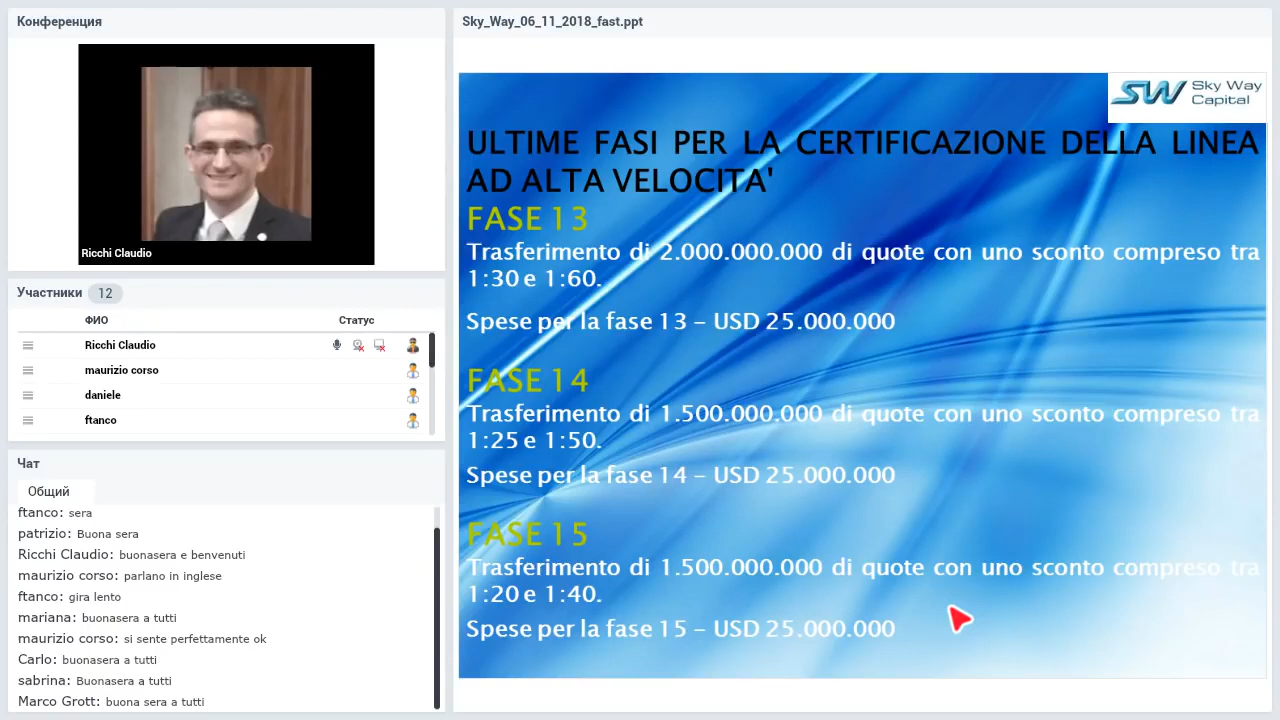 Конференция
Ricchi Claudio
Участники 12
ФИО Статус
Ricchi Claudio
maurizio corso
daniele
ftanco
Чат
Общий
ftanco: sera
patrizio: Buona sera
Ricchi Claudio: buonasera e benvenuti
maurizio corso: parlano in inglese
ftanco: gira lento
mariana: buonasera a tutti
maurizio corso: si sente perfettamente ok
Carlo: buonasera a tutti
sabrina: Buonasera a tutti
Marco Grott: buona sera a tutti
Sky_Way_06_11_2018_fast.ppt
SW Sky Way
Capital
ULTIME FASI PER LA CERTIFICAZIONE DELLA LINEA
AD ALTA VELOCITA'
FASE 13
Trasferimento di 2.000.000.000 di quote con uno sconto compreso tra
1:30 e 1:60.
Spese per la fase 13 – USD 25.000.000
FASE 14
Trasferimento di 1.500.000.000 di quote con uno sconto compreso tra
1:25 e 1:50.
Spese per la fase 14 – USD 25.000.000
FASE 15
Trasferimento di 1.500.000.000 di quote con uno sconto compreso tra
1:20 e 1:40.
Spese per la fase 15 – USD 25.000.000